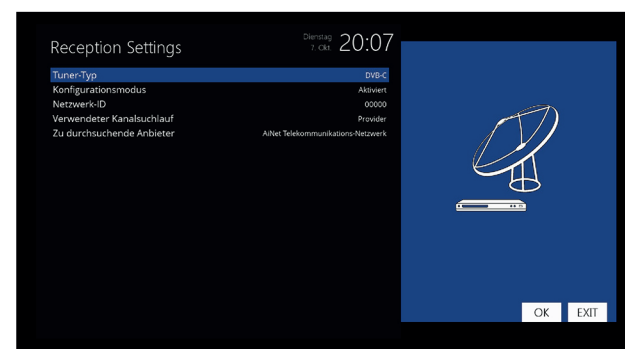 Reception Settings
Dienstag
7. Okt.
20:07
Tuner-Typ DVB-C
Konfigurationsmodus Aktiviert
Netzwerk-ID 00000
Verwendeter Kanalsuchlauf Provider
Zu durchsuchende Anbieter AiNet Telekommunikations-Netzwerk
OK EXIT